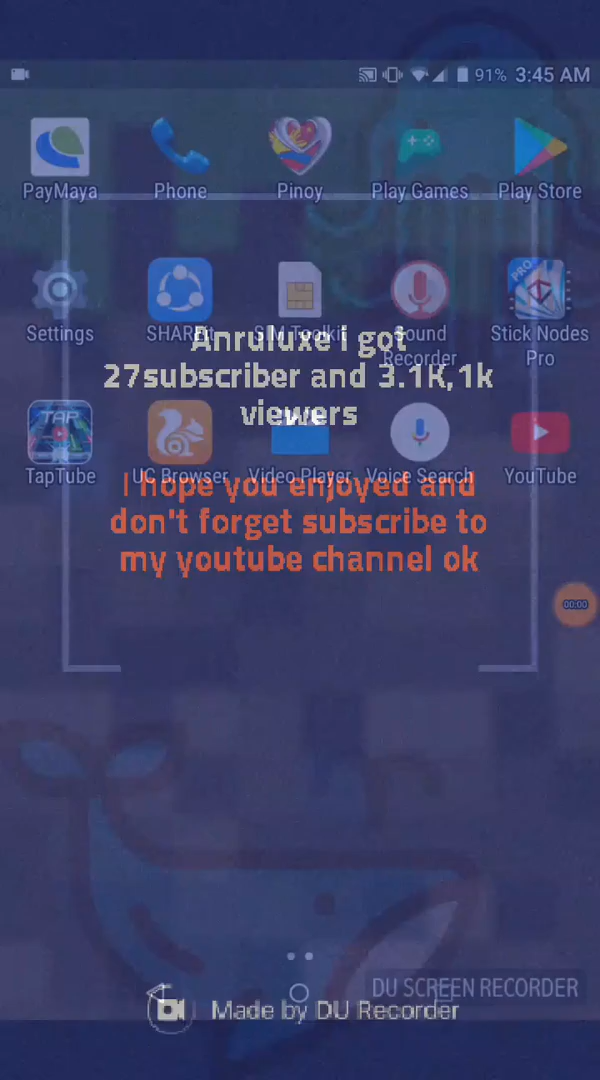 91% 3:45 AM
PayMaya Phone Pinoy Play Games Play Store
PRO
Settings SHAREit SIM Toolkit Sound Recorder Stick Nodes Pro
Anruluxe i got
27subscriber and 3.1K,1k
viewers
TAP
TapTube UC Browser Video Player Voice Search YouTube
I hope you enjoyed and
don't forget subscribe to
my youtube channel ok
00:00
DU SCREEN RECORDER
Made by DU Recorder